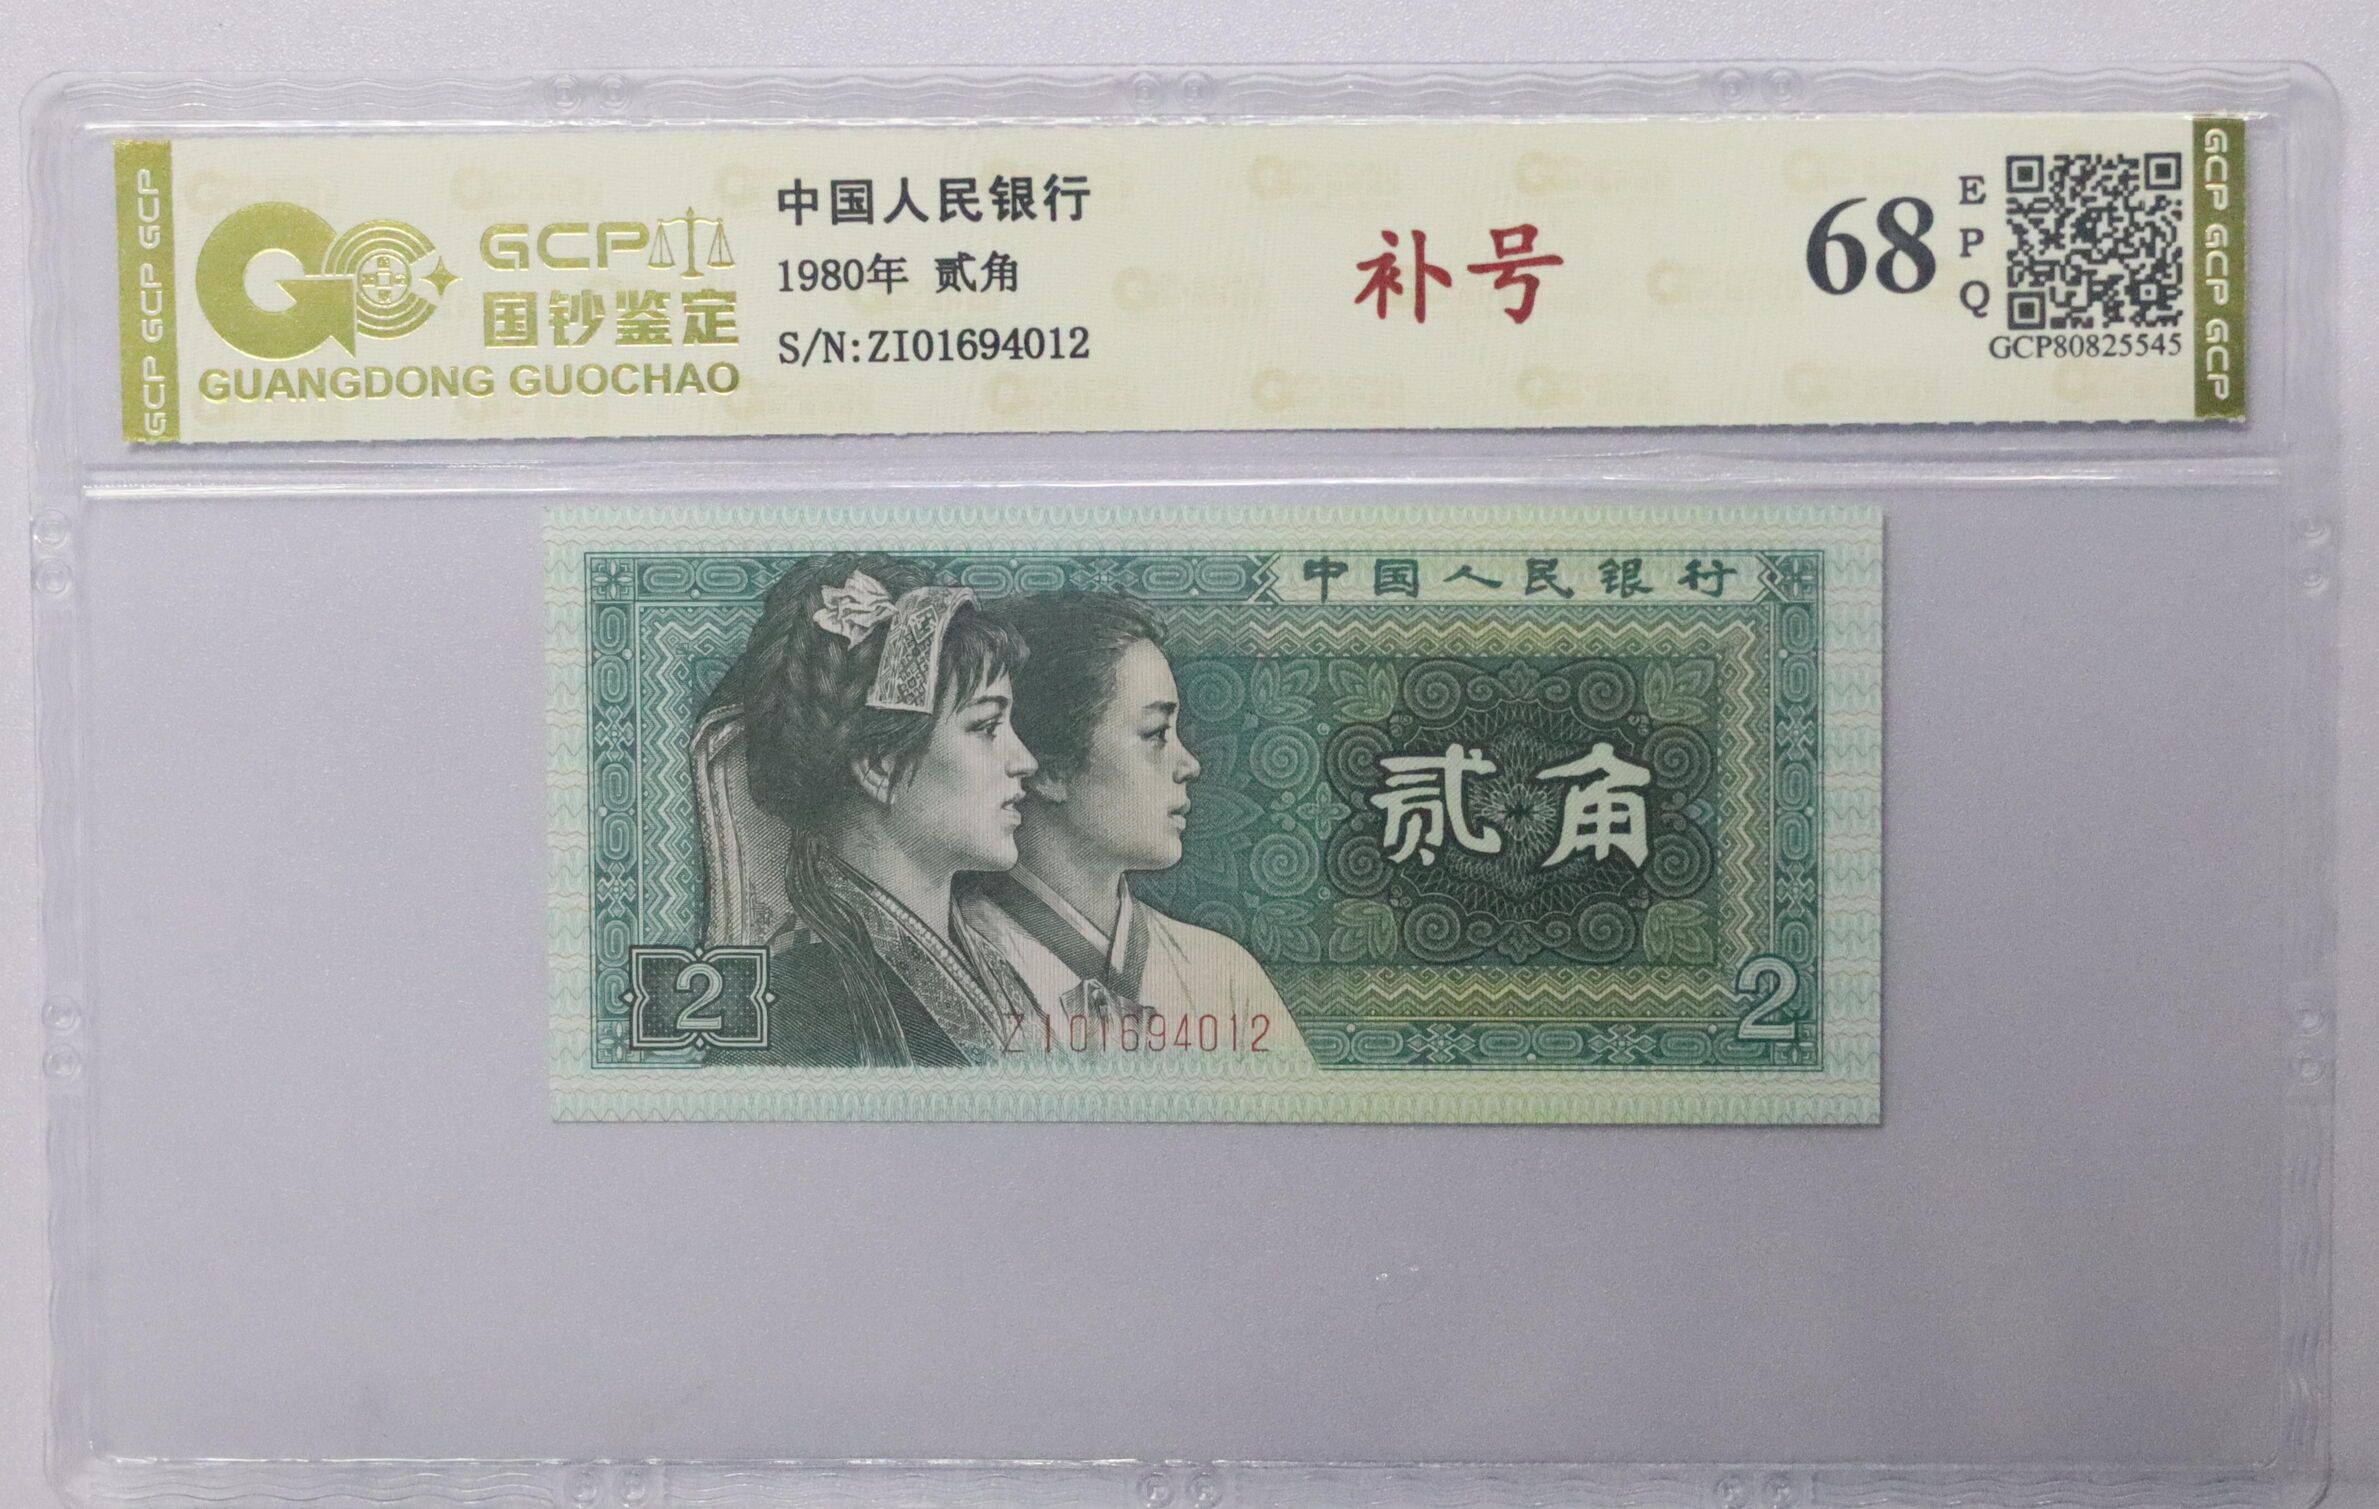 GCP GCP GCP
GCP
国钞鉴定
GUANGDONG GUOCHAO
中国人民银行
1980年 贰角
S/N:ZI01694012
补号
68
EPQ
GCP80825545
GCP GCP GCP
中国人民银行
贰角
2
ZI01694012
2